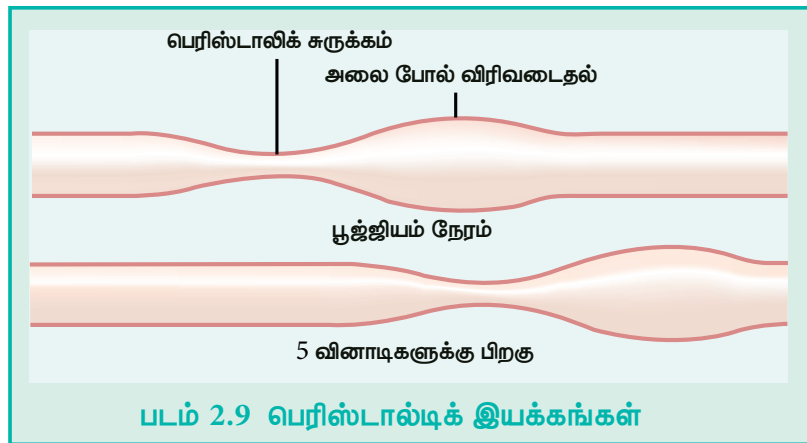 பெரிஸ்டாலிக் சுருக்கம்
அலை போல் விரிவடைதல்
பூஜ்ஜியம் நேரம்
5 வினாடிகளுக்கு பிறகு
படம் 2.9 பெரிஸ்டால்டிக் இயக்கங்கள்